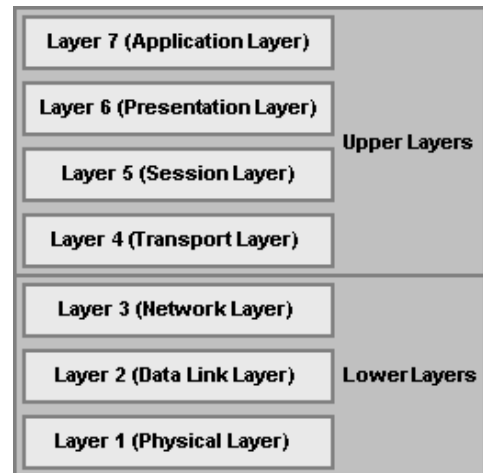 Layer 7 (Application Layer)
Layer 6 (Presentation Layer)
Upper Layers
Layer 5 (Session Layer)
Layer 4 (Transport Layer)
Layer 3 (Network Layer)
Layer 2 (Data Link Layer)
Lower Layers
Layer 1 (Physical Layer)